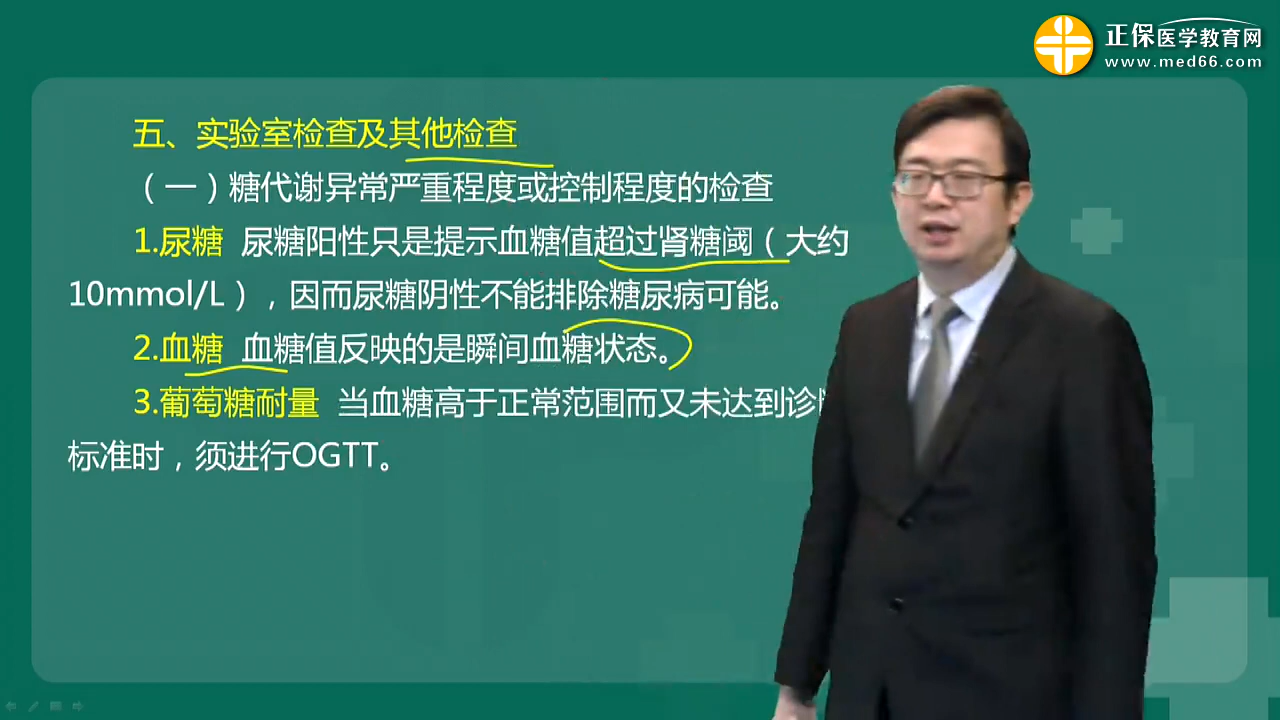 正保医学教育网
www.med66.com
五、实验室检查及其他检查
（一）糖代谢异常严重程度或控制程度的检查
1.尿糖 尿糖阳性只是提示血糖值超过肾糖阈（大约
10mmol/L），因而尿糖阴性不能排除糖尿病可能。
2.血糖 血糖值反映的是瞬间血糖状态。
3.葡萄糖耐量 当血糖高于正常范围而又未达到诊
标准时，须进行OGTT。